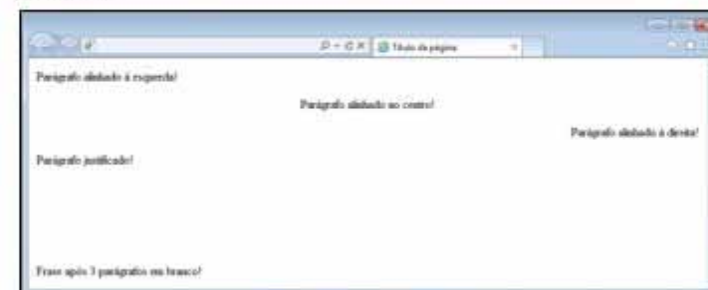 Título da página
Parágrafo alinhado à esquerda!
Parágrafo alinhado ao centro!
Parágrafo alinhado à direita!
Parágrafo justificado!
Frase após 3 parágrafos em branco!